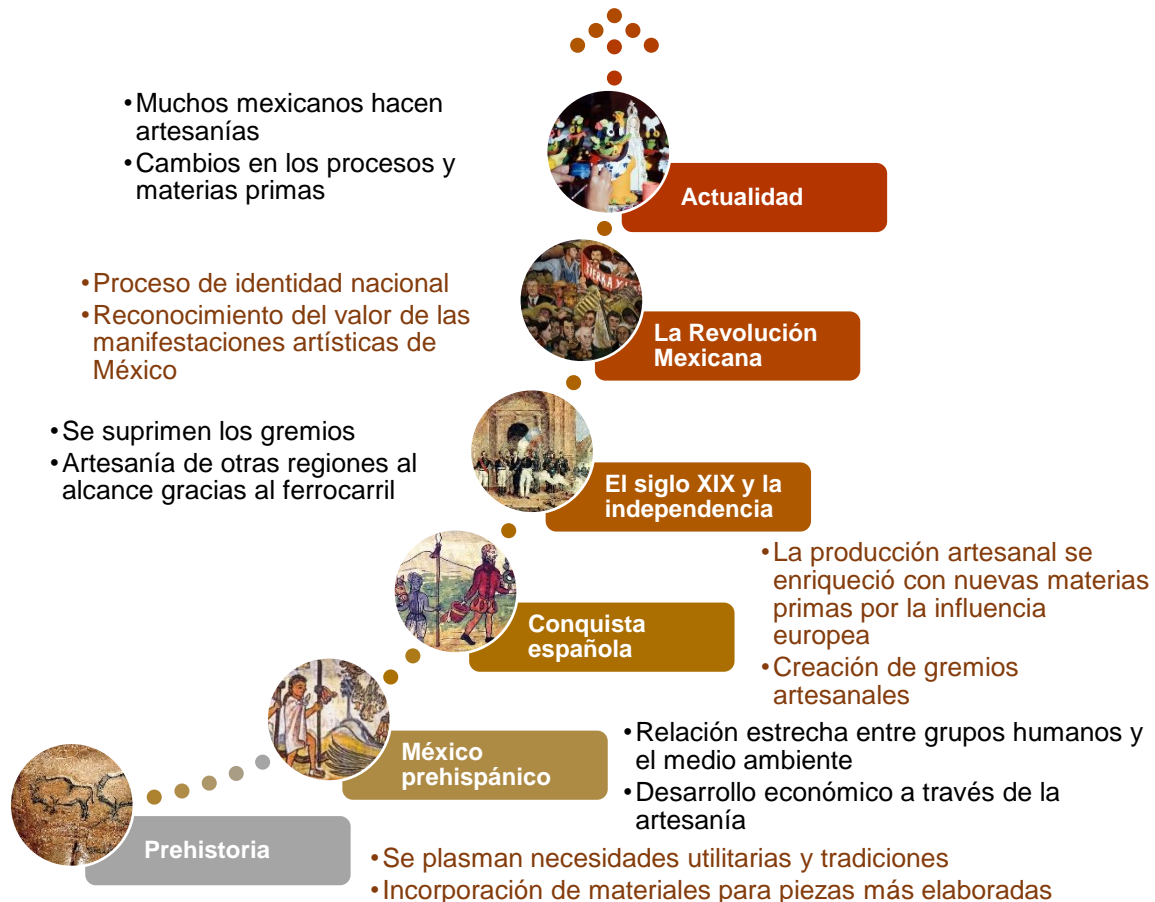 •Muchos mexicanos hacen
artesanías
•Cambios en los procesos y
materias primas
Actualidad
•Proceso de identidad nacional
•Reconocimiento del valor de las
manifestaciones artísticas de
México
La Revolución
Mexicana
•Se suprimen los gremios
•Artesanía de otras regiones al
alcance gracias al ferrocarril
El siglo XIX y la
independencia
•La producción artesanal se
enriqueció con nuevas materias
primas por la influencia
europea
•Creación de gremios
artesanales
Conquista
española
•Relación estrecha entre grupos humanos y
el medio ambiente
•Desarrollo económico a través de la
artesanía
México
prehispánico
Prehistoria
•Se plasman necesidades utilitarias y tradiciones
•Incorporación de materiales para piezas más elaboradas